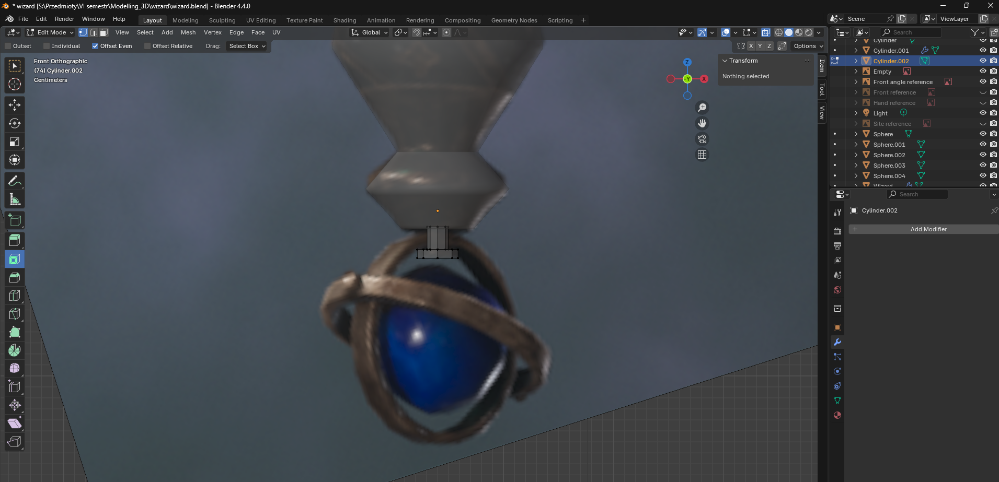 * wizard [S:\Przedmioty\VI semestr\Modelling_3D\wizard\wizard.blend] - Blender 4.4.0
File Edit Render Window Help Layout Modeling Sculpting UV Editing Texture Paint Shading Animation Rendering Compositing Geometry Nodes Scripting + Scene ViewLayer
Edit Mode View Select Add Mesh Vertex Edge Face UV Global Search
Outset Individual Offset Even Offset Relative Drag: Select Box X Y Z Options
Front Orthographic
(74) Cylinder.002
Centimeters
Z
-Y
X
Transform
Nothing selected
Item
Tool
View
Cylinder
Cylinder.001
Cylinder.002
Empty
Front angle reference
Front reference
Hand reference
Light
Site reference
Sphere
Sphere.001
Sphere.002
Sphere.003
Sphere.004
Wizard
Search
Cylinder.002
+ Add Modifier